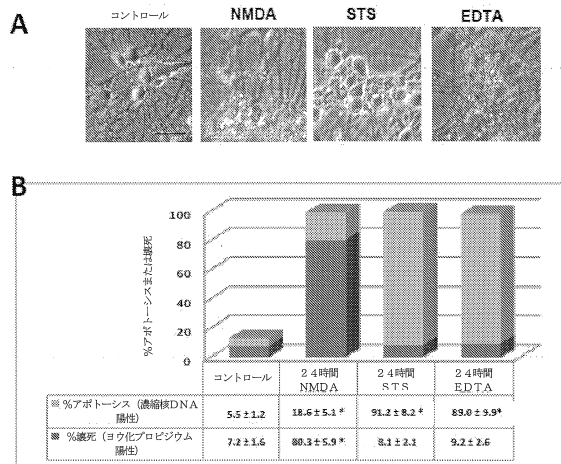 A
コントロール NMDA STS EDTA
B
%アポトーシスまたは壊死
100
80
60
40
20
0
コントロール 24時間 NMDA 24時間 STS 24時間 EDTA
%アポトーシス(濃縮核DNA陽性) 5.5±1.2 18.6±5.1* 91.2±8.2* 89.0±9.9*
%壊死(ヨウ化プロピジウム陽性) 7.2±1.6 80.3±5.9* 8.1±2.1 9.2±2.6